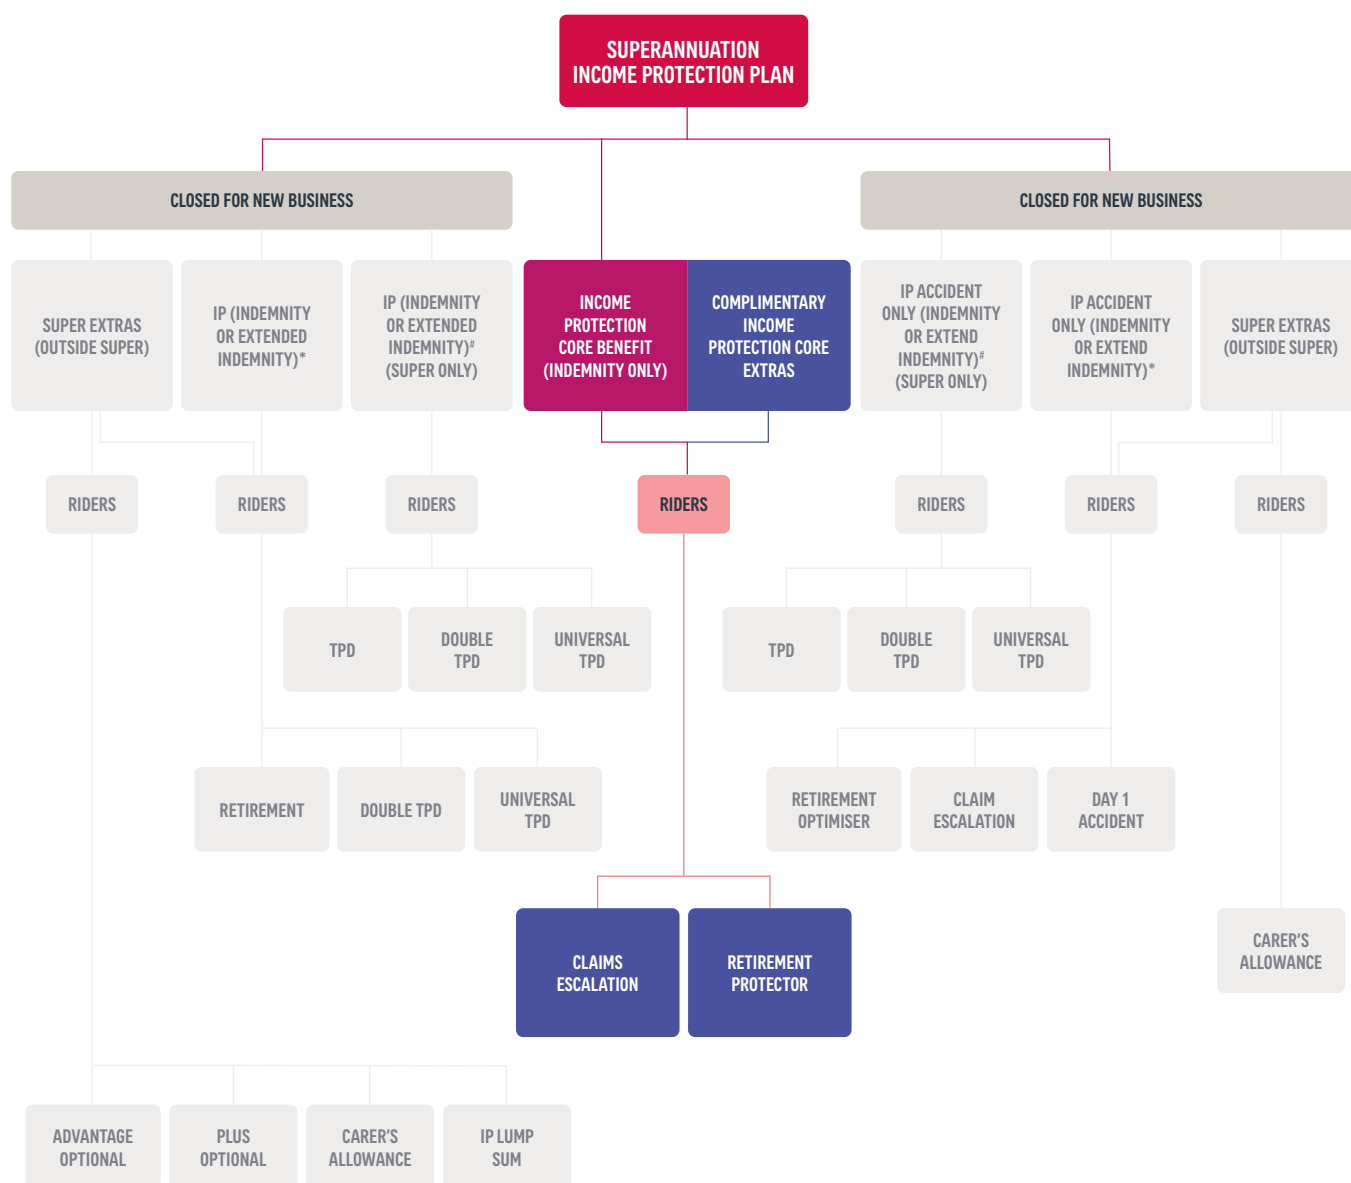 SUPERANNUATION
INCOME PROTECTION PLAN
CLOSED FOR NEW BUSINESS
CLOSED FOR NEW BUSINESS
SUPER EXTRAS
(OUTSIDE SUPER)
IP (INDEMNITY
OR EXTENDED
INDEMNITY)*
IP (INDEMNITY
OR EXTENDED
INDEMNITY)#
(SUPER ONLY)
INCOME
PROTECTION
CORE BENEFIT
(INDEMNITY ONLY)
COMPLIMENTARY
INCOME
PROTECTION CORE
EXTRAS
IP ACCIDENT
ONLY (INDEMNITY
OR EXTEND
INDEMNITY)#
(SUPER ONLY)
IP ACCIDENT
ONLY (INDEMNITY
OR EXTEND
INDEMNITY)*
SUPER EXTRAS
(OUTSIDE SUPER)
RIDERS
RIDERS
RIDERS
RIDERS
RIDERS
RIDERS
RIDERS
TPD
DOUBLE
TPD
UNIVERSAL
TPD
TPD
DOUBLE
TPD
UNIVERSAL
TPD
RETIREMENT
DOUBLE TPD
UNIVERSAL
TPD
RETIREMENT
OPTIMISER
CLAIM
ESCALATION
DAY 1
ACCIDENT
CLAIMS
ESCALATION
RETIREMENT
PROTECTOR
CARER'S
ALLOWANCE
ADVANTAGE
OPTIONAL
PLUS
OPTIONAL
CARER'S
ALLOWANCE
IP LUMP
SUM